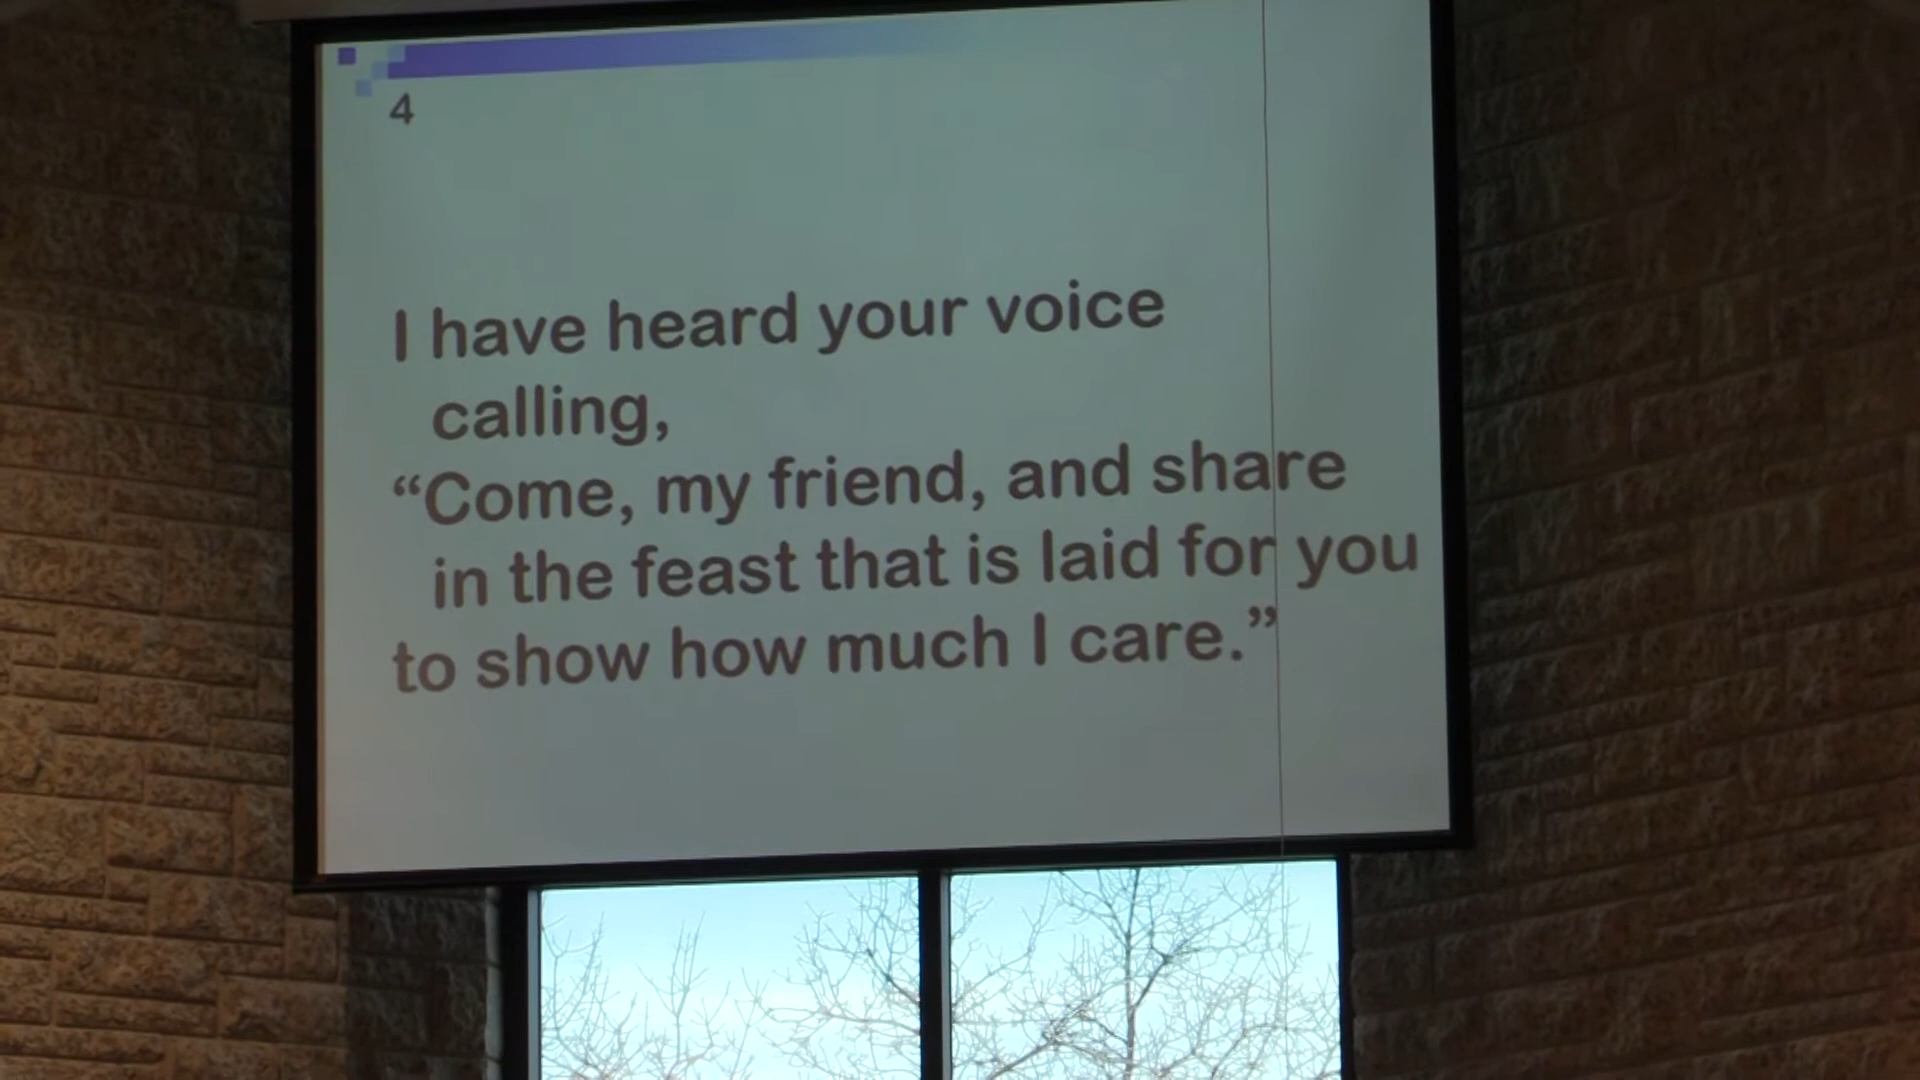 4
I have heard your voice
calling,
“Come, my friend, and share
in the feast that is laid for you
to show how much I care.”